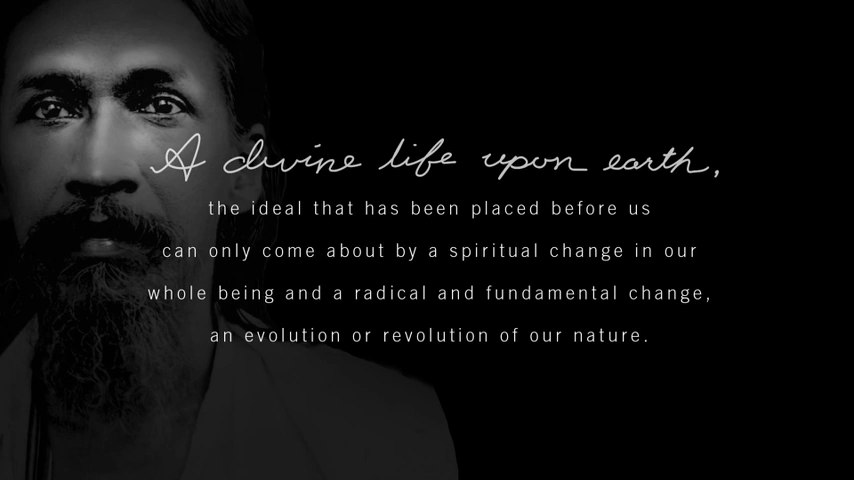 A divine life upon earth,
the ideal that has been placed before us
can only come about by a spiritual change in our
whole being and a radical and fundamental change,
an evolution or revolution of our nature.